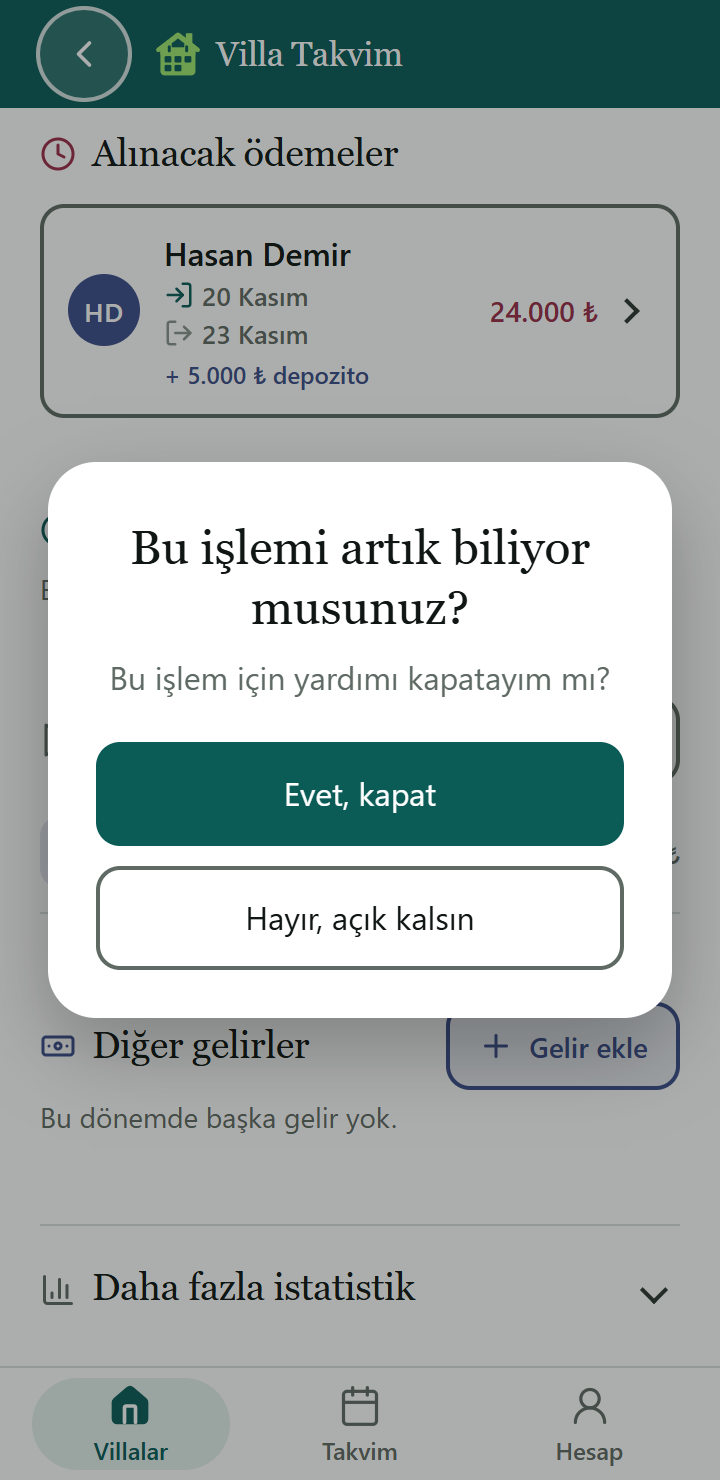 Villa Takvim
Alınacak ödemeler
Hasan Demir
HD
20 Kasım
24.000 ₺
23 Kasım
+ 5.000 ₺ depozito
Bu işlemi artık biliyor
musunuz?
Bu işlem için yardımı kapatayım mı?
Evet, kapat
Hayır, açık kalsın
Diğer gelirler
+ Gelir ekle
Bu dönemde başka gelir yok.
Daha fazla istatistik
Villalar
Takvim
Hesap